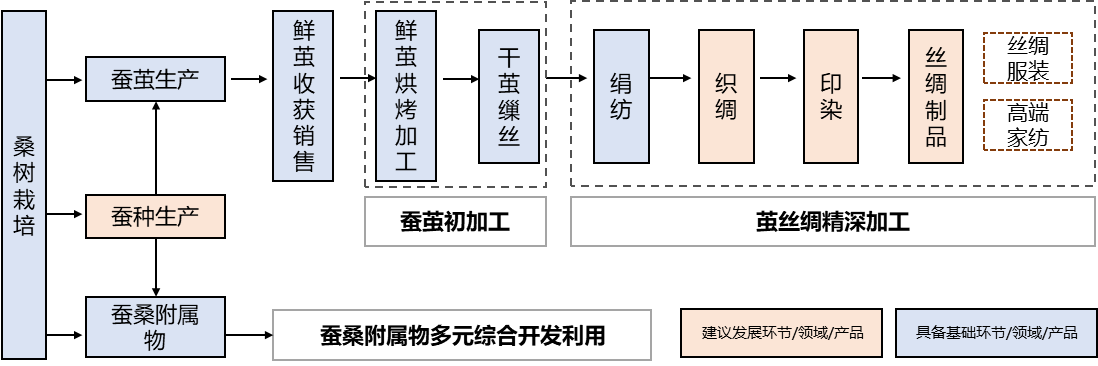 桑树栽培
蚕茧生产
蚕种生产
蚕桑附属
物
鲜茧收获销售
鲜茧烘烤加工
干茧缫丝
蚕茧初加工
绢纺
织绸
印染
丝绸制品
丝绸
服装
高端
家纺
茧丝绸精深加工
蚕桑附属物多元综合开发利用
建议发展环节/领域/产品
具备基础环节/领域/产品